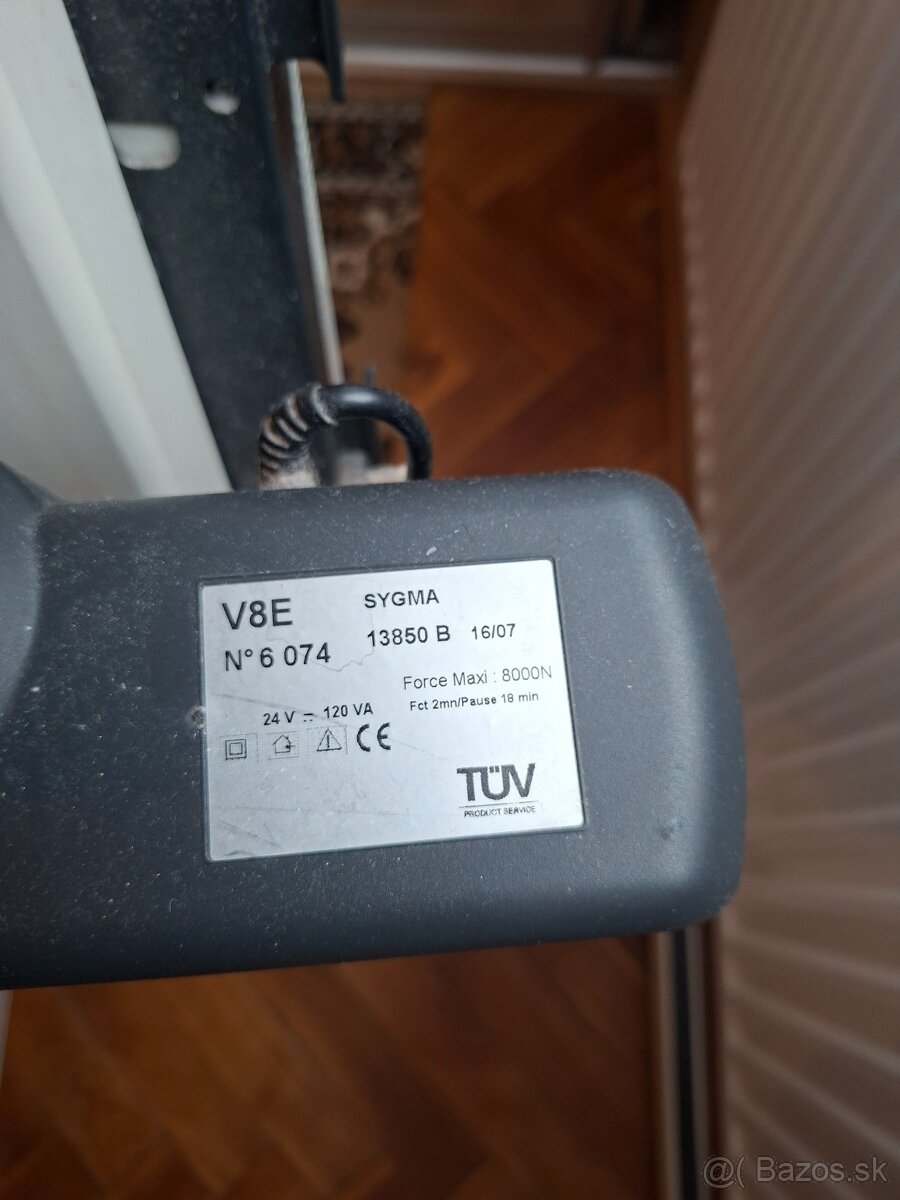 V8E SYGMA
N° 6 074 13850 B 16/07
Force Maxi : 8000N
24 V ⎓ 120 VA Fct 2mn/Pause 18 min
CE
TÜV
PRODUCT SERVICE
@( Bazos.sk